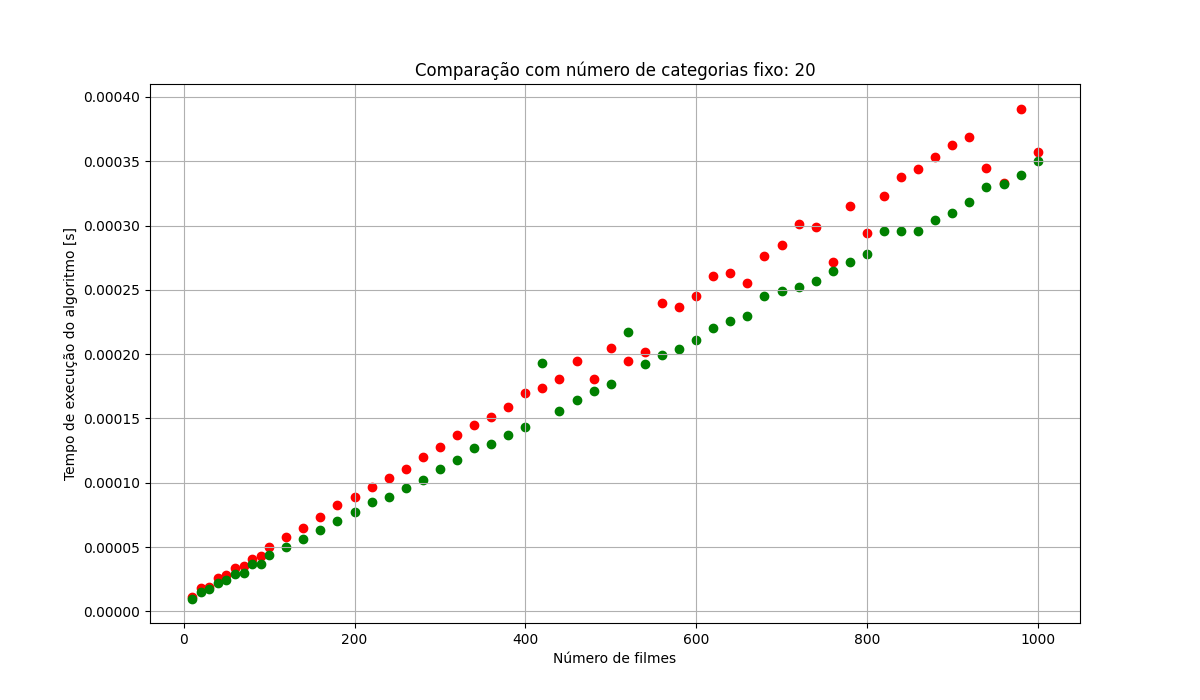 Comparação com número de categorias fixo: 20
0.00040
0.00035
0.00030
0.00025
0.00020
0.00015
0.00010
0.00005
0.00000
Tempo de execução do algoritmo [s]
0 200 400 600 800 1000
Número de filmes